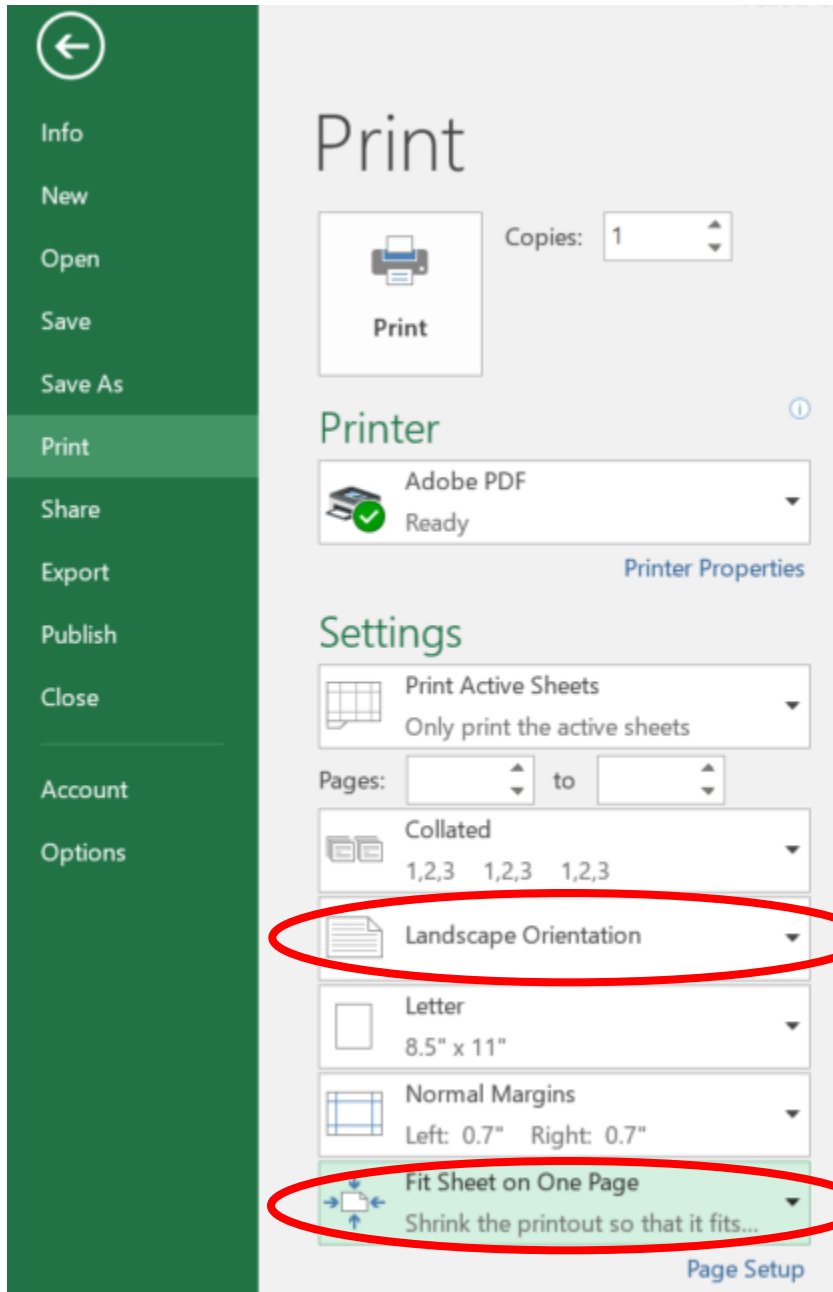 Info
New
Open
Save
Save As
Print
Share
Export
Publish
Close
Account
Options
Print
Copies: 1
Print
Printer
Adobe PDF
Ready
Printer Properties
Settings
Print Active Sheets
Only print the active sheets
Pages: to
Collated
1,2,3 1,2,3 1,2,3
Landscape Orientation
Letter
8.5" x 11"
Normal Margins
Left: 0.7" Right: 0.7"
Fit Sheet on One Page
Shrink the printout so that it fits...
Page Setup